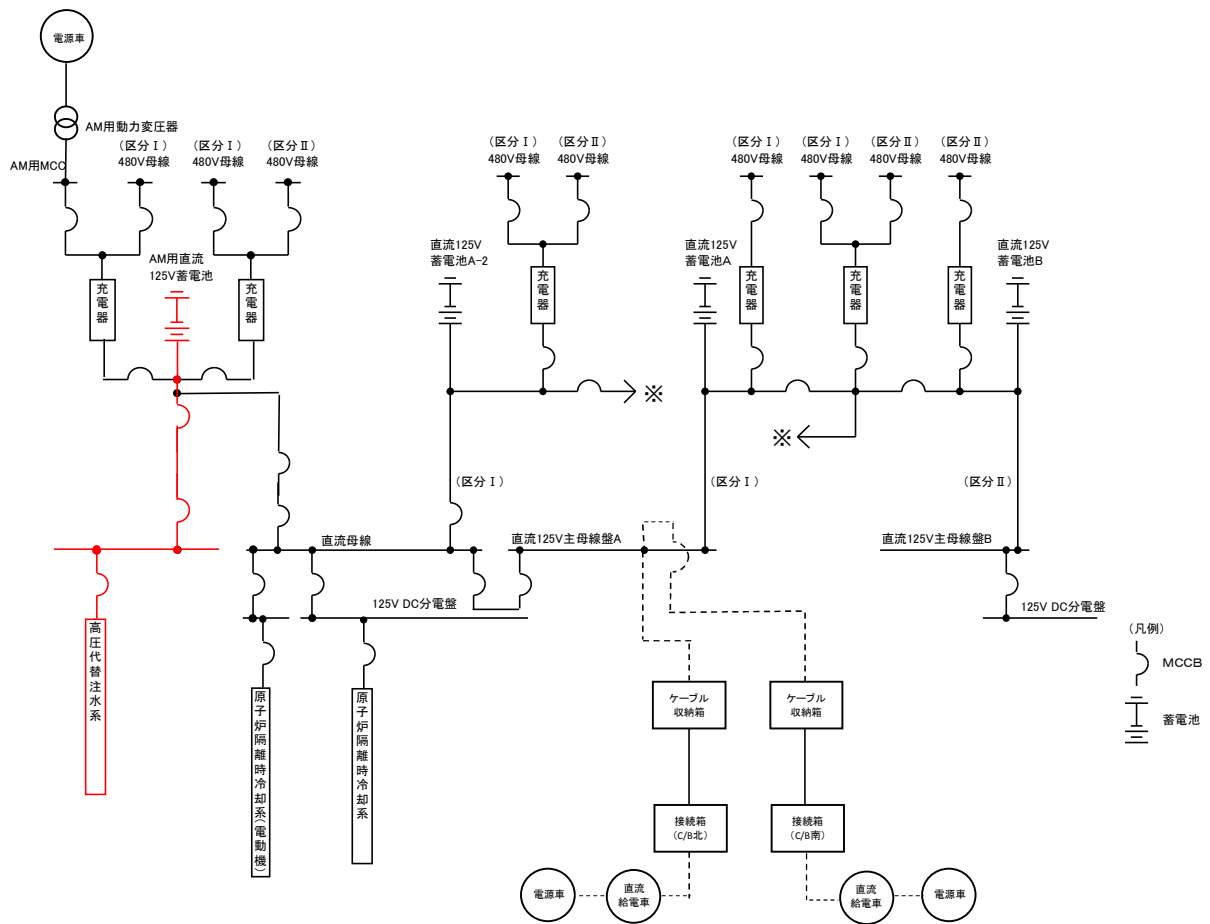 電源車
AM用動力変圧器
(区分Ⅰ)
480V母線
(区分Ⅰ)
480V母線
(区分Ⅱ)
480V母線
AM用MCC
(区分Ⅰ)
480V母線
(区分Ⅱ)
480V母線
(区分Ⅰ)
480V母線
(区分Ⅰ)
480V母線
(区分Ⅱ)
480V母線
(区分Ⅱ)
480V母線
AM用直流
125V蓄電池
直流125V
蓄電池A-2
直流125V
蓄電池A
直流125V
蓄電池B
充電器
充電器
充電器
充電器
充電器
充電器
※
※
(区分Ⅰ)
(区分Ⅰ)
(区分Ⅱ)
直流母線
直流125V主母線盤A
直流125V主母線盤B
125V DC分電盤
125V DC分電盤
高圧代替注水系
原子炉隔離時冷却系(電動機)
原子炉隔離時冷却系
ケーブル
収納箱
ケーブル
収納箱
接続箱
(C/B北)
接続箱
(C/B南)
電源車
直流
給電車
直流
給電車
電源車
(凡例)
MCCB
蓄電池